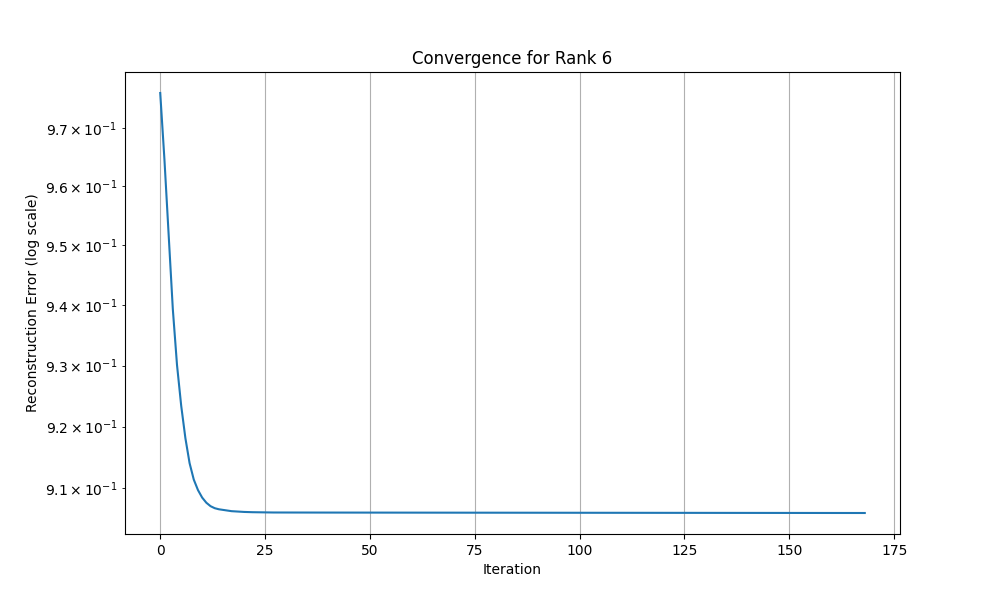 Convergence for Rank 6
Reconstruction Error (log scale)
9.7 × 10⁻¹
9.6 × 10⁻¹
9.5 × 10⁻¹
9.4 × 10⁻¹
9.3 × 10⁻¹
9.2 × 10⁻¹
9.1 × 10⁻¹
0 25 50 75 100 125 150 175
Iteration